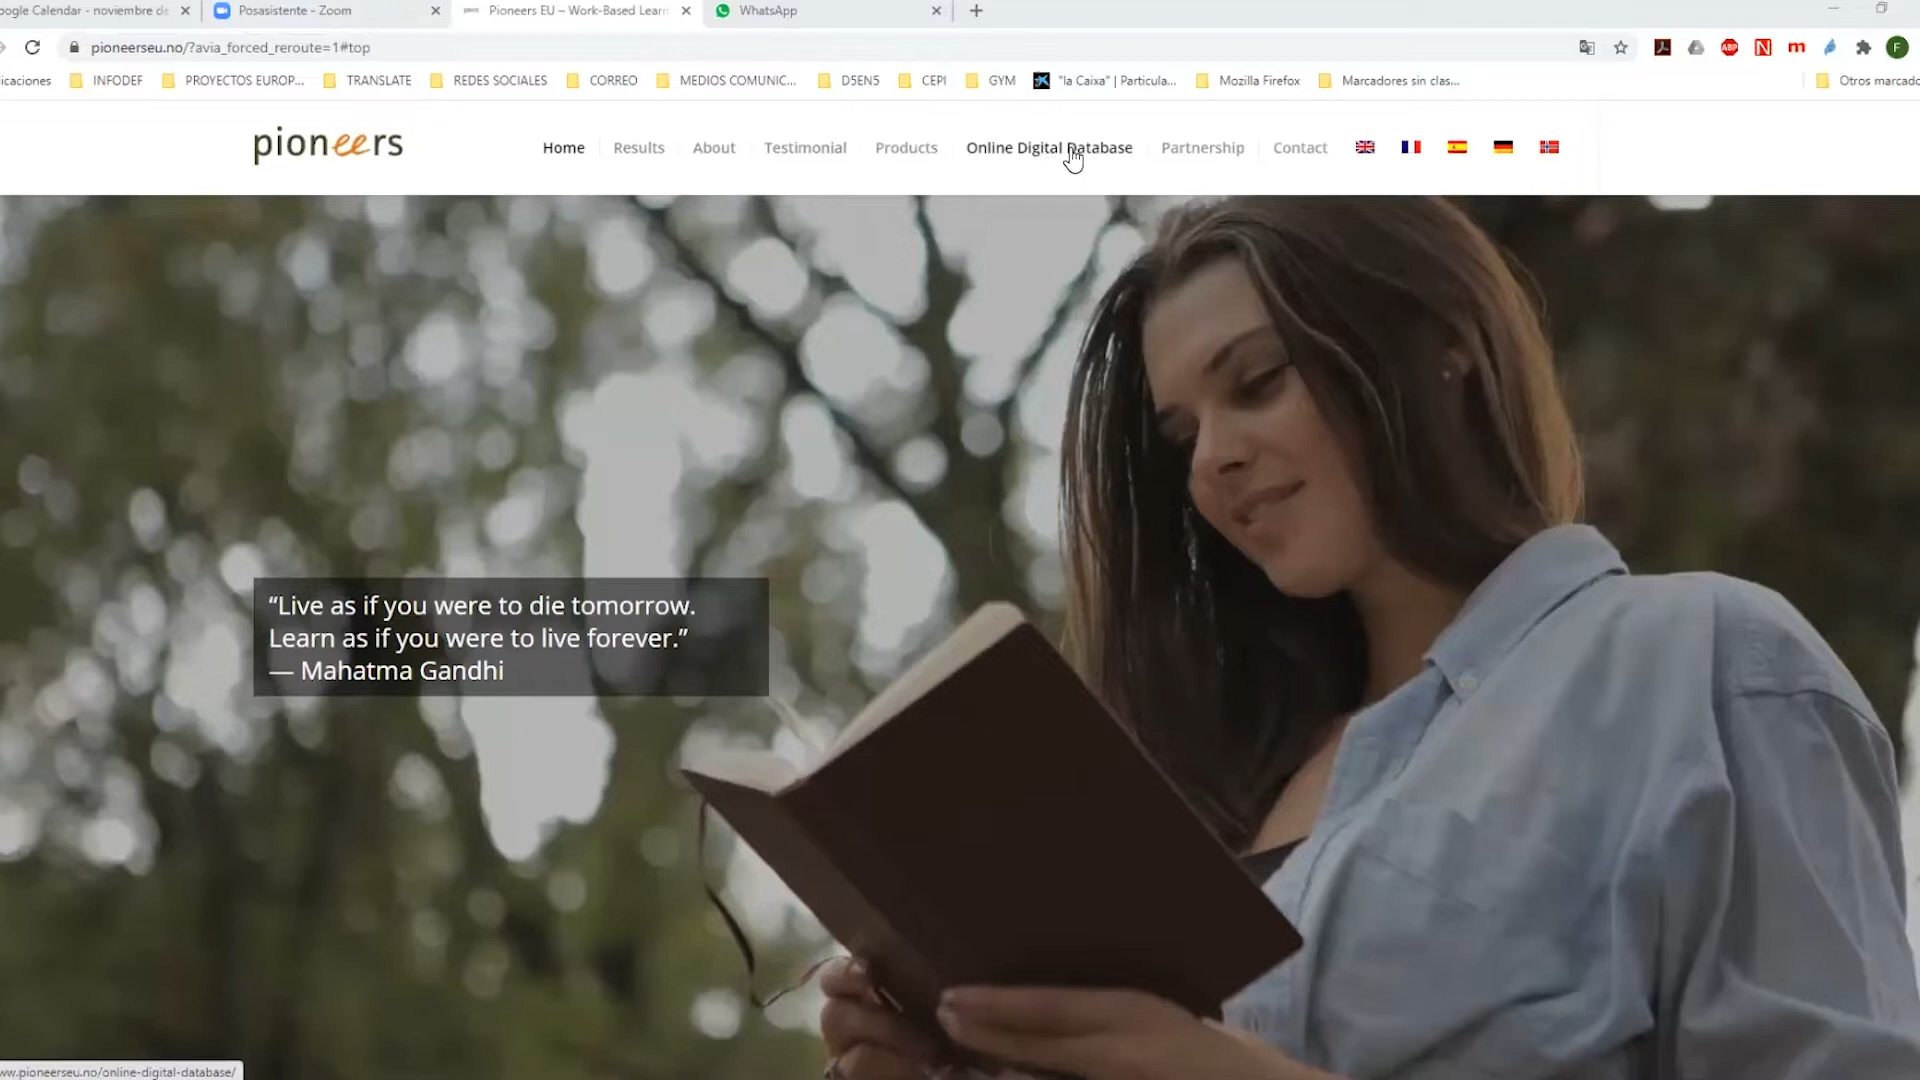 oogle Calendar - noviembre de
Posasistente - Zoom
Pioneers EU – Work-Based Learn
WhatsApp
pioneerseu.no/?avia_forced_reroute=1#top
licaciones
INFODEF
PROYECTOS EUROP...
TRANSLATE
REDES SOCIALES
CORREO
MEDIOS COMUNIC...
D5EN5
CEPI
GYM
"la Caixa" | Particula...
Mozilla Firefox
Marcadores sin clas...
Otros marcado
pioneers
Home
Results
About
Testimonial
Products
Online Digital Database
Partnership
Contact
“Live as if you were to die tomorrow.
Learn as if you were to live forever.”
— Mahatma Gandhi
ww.pioneerseu.no/online-digital-database/
ABP
N
m
F